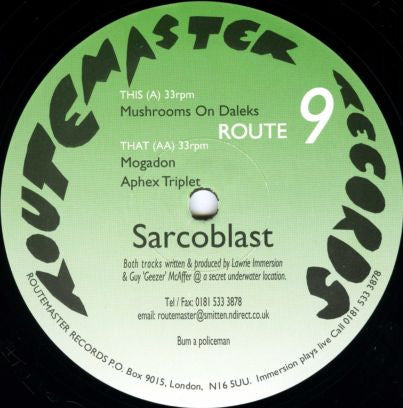 ROUTEMASTER RECORDS
THIS (A) 33rpm
Mushrooms On Daleks
ROUTE 9
THAT (AA) 33rpm
Mogadon
Aphex Triplet
Sarcoblast
Both tracks written & produced by Lawrie Immersion
& Guy 'Geezer' McAffer @ a secret underwater location.
Tel / Fax: 0181 533 3878
email: routemaster@smitten.ndirect.co.uk
Bum a policeman
ROUTEMASTER RECORDS P.O. Box 9015, London, N16 5UU. Immersion plays live Call 0181 533 3878